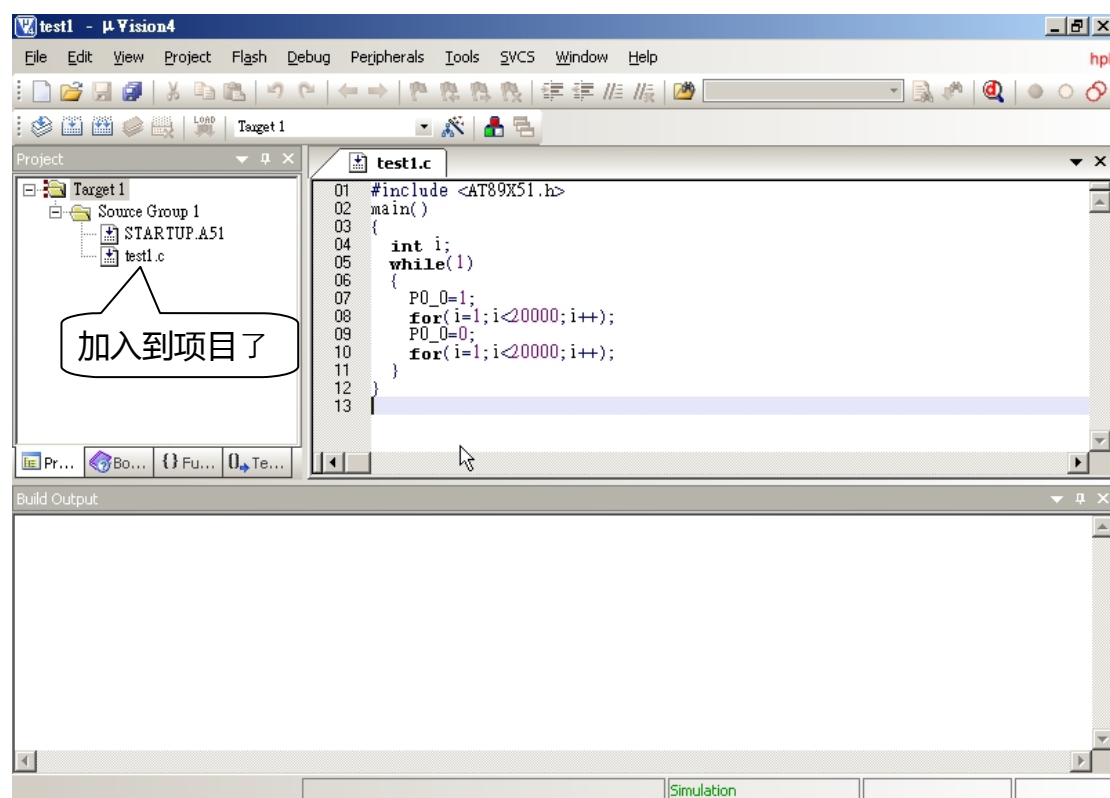 test1 - µVision4
File Edit View Project Flash Debug Peripherals Tools SVCS Window Help
LOAD Target 1
Project
test1.c
Target 1
Source Group 1
STARTUP.A51
test1.c
加入到项目了
01 #include <AT89X51.h>
02 main()
03 {
04 int i;
05 while(1)
06 {
07 P0_0=1;
08 for(i=1;i<20000;i++);
09 P0_0=0;
10 for(i=1;i<20000;i++);
11 }
12 }
13
Pr... Bo... {} Fu... Te...
Build Output
Simulation